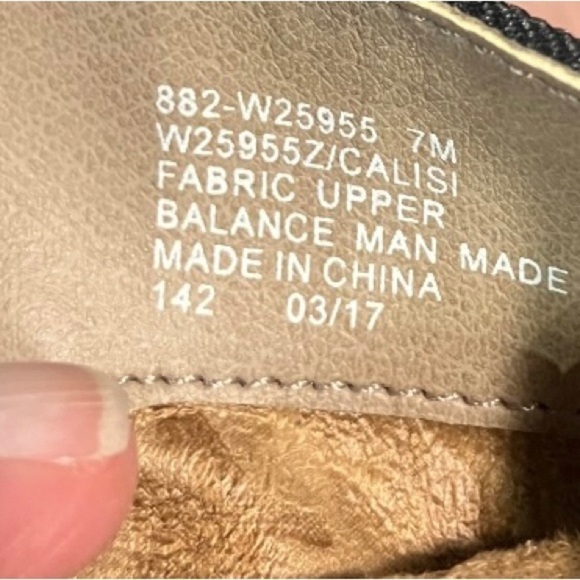 882-W25955 7M
W25955Z/CALISI
FABRIC UPPER
BALANCE MAN MADE
MADE IN CHINA
142 03/17